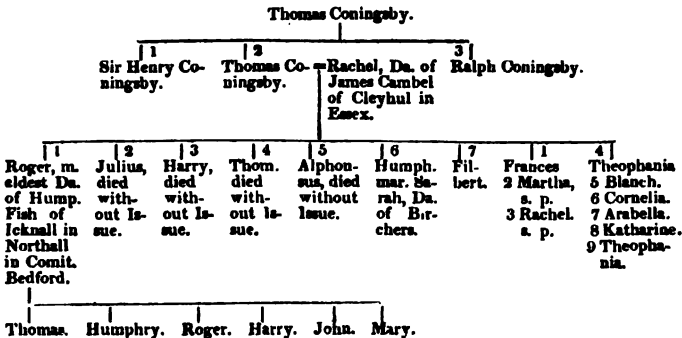 Thomas Coningsby.
1 2 3
Sir Henry Co- Thomas Co- Rachel, Da. of Ralph Coningsby.
ningsby. ningsby. James Cambel
of Cleyhul in
Essex.
1 2 3 4 5 6 7 1 4
Roger, m. Julius, Harry, Thom. Alphon- Humph. Fil- Frances Theophania
eldest Da. died died died sus, died mar. Sa- bert. 2 Martha, 5 Blanch.
of Hump. with- with- with- without rah, Da. s. p. 6 Cornelia.
Fish of out Is- out Is- out Is- Issue. of Bir- 3 Rachel. 7 Arabella.
Icknall in sue. sue. sue. chers. s. p. 8 Katharine.
Northall 9 Theopha-
in Comit. nia.
Bedford.
Thomas. Humphry. Roger. Harry. John. Mary.